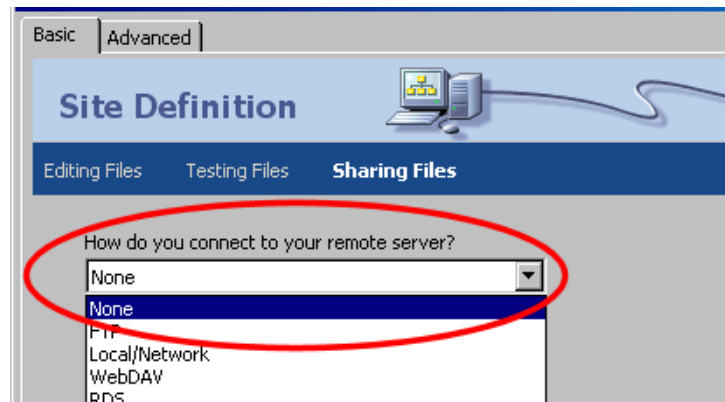 Basic Advanced
Site Definition
Editing Files Testing Files Sharing Files
How do you connect to your remote server?
None
None
FTP
Local/Network
WebDAV
RDS